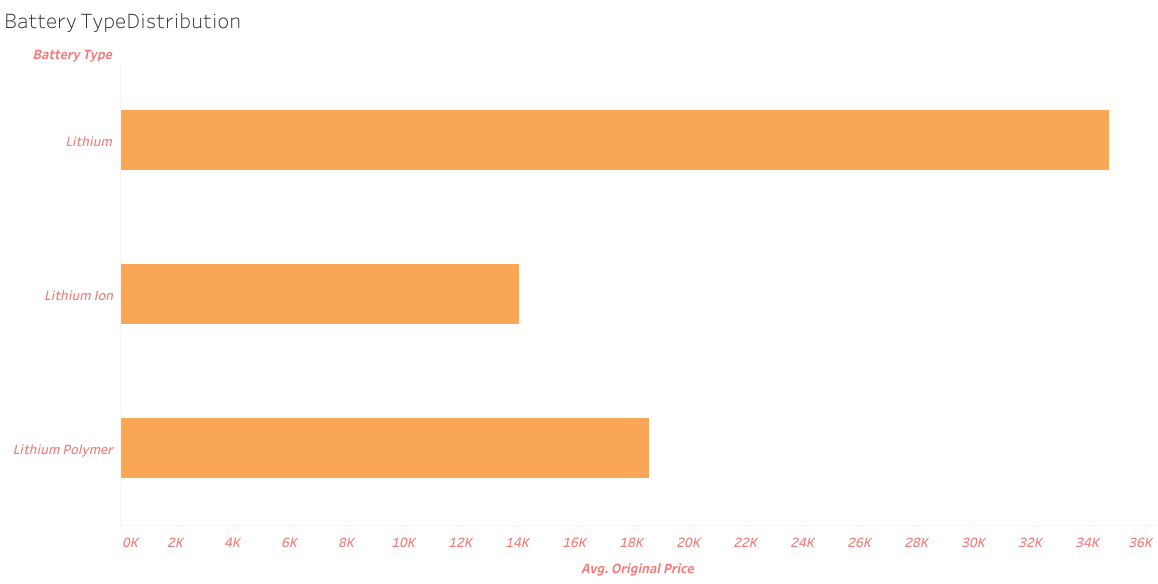 Battery TypeDistribution
Battery Type
Lithium
Lithium Ion
Lithium Polymer
0K 2K 4K 6K 8K 10K 12K 14K 16K 18K 20K 22K 24K 26K 28K 30K 32K 34K 36K
Avg. Original Price